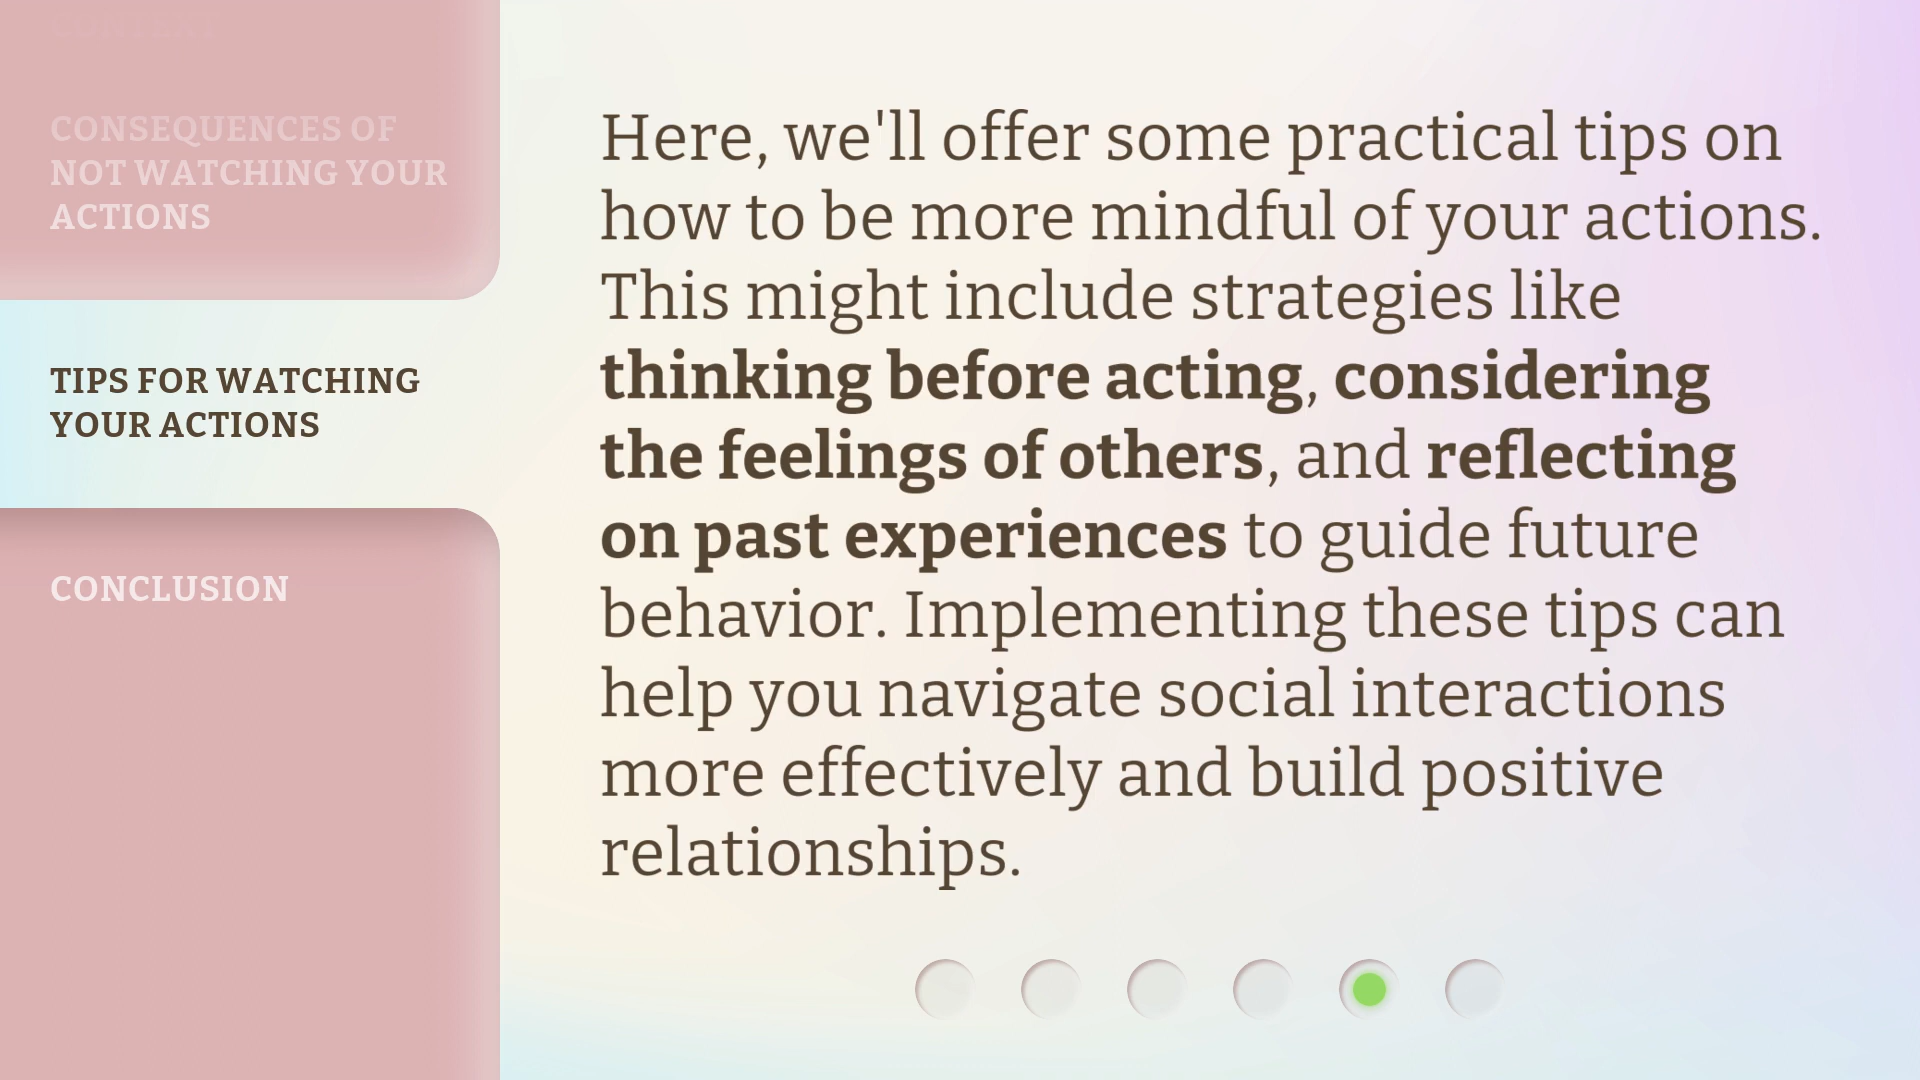 CONTEXT
CONSEQUENCES OF
NOT WATCHING YOUR
ACTIONS
TIPS FOR WATCHING
YOUR ACTIONS
CONCLUSION
Here, we'll offer some practical tips on
how to be more mindful of your actions.
This might include strategies like
thinking before acting, considering
the feelings of others, and reflecting
on past experiences to guide future
behavior. Implementing these tips can
help you navigate social interactions
more effectively and build positive
relationships.